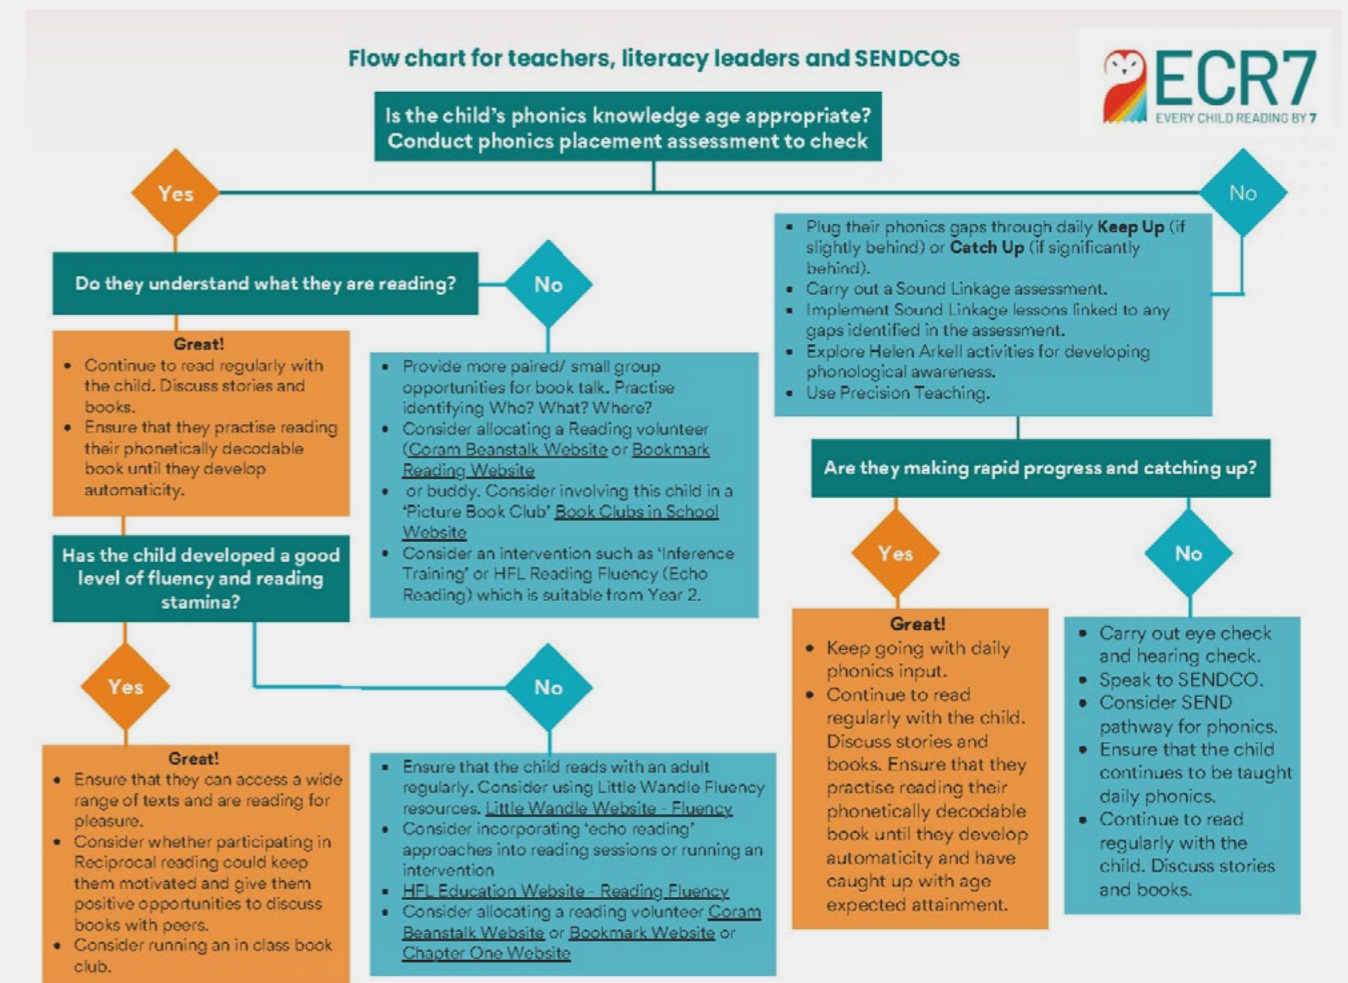 Flow chart for teachers, literacy leaders and SENDCOs
ECR7
EVERY CHILD READING BY 7
Is the child's phonics knowledge age appropriate?
Conduct phonics placement assessment to check
Yes
No
Do they understand what they are reading?
No
Great!
• Continue to read regularly with
the child. Discuss stories and
books.
• Ensure that they practise reading
their phonetically decodable
book until they develop
automaticity.
• Provide more paired/ small group
opportunities for book talk. Practise
identifying Who? What? Where?
• Consider allocating a Reading volunteer
(Coram Beanstalk Website or Bookmark
Reading Website
• or buddy. Consider involving this child in a
'Picture Book Club' Book Clubs in School
Website
• Consider an intervention such as 'Inference
Training' or HFL Reading Fluency (Echo
Reading) which is suitable from Year 2.
Has the child developed a good
level of fluency and reading
stamina?
Yes
No
Great!
• Ensure that they can access a wide
range of texts and are reading for
pleasure.
• Consider whether participating in
Reciprocal reading could keep
them motivated and give them
positive opportunities to discuss
books with peers.
• Consider running an in class book
club.
• Ensure that the child reads with an adult
regularly. Consider using Little Wandle Fluency
resources. Little Wandle Website - Fluency
• Consider incorporating 'echo reading'
approaches into reading sessions or running an
intervention
• HFL Education Website - Reading Fluency
• Consider allocating a reading volunteer Coram
Beanstalk Website or Bookmark Website or
Chapter One Website
• Plug their phonics gaps through daily Keep Up (if
slightly behind) or Catch Up (if significantly
behind).
• Carry out a Sound Linkage assessment.
• Implement Sound Linkage lessons linked to any
gaps identified in the assessment.
• Explore Helen Arkell activities for developing
phonological awareness.
• Use Precision Teaching.
Are they making rapid progress and catching up?
Yes
No
Great!
• Keep going with daily
phonics input.
• Continue to read
regularly with the child.
Discuss stories and
books. Ensure that they
practise reading their
phonetically decodable
book until they develop
automaticity and have
caught up with age
expected attainment.
• Carry out eye check
and hearing check.
• Speak to SENDCO.
• Consider SEND
pathway for phonics.
• Ensure that the child
continues to be taught
daily phonics.
• Continue to read
regularly with the
child. Discuss stories
and books.